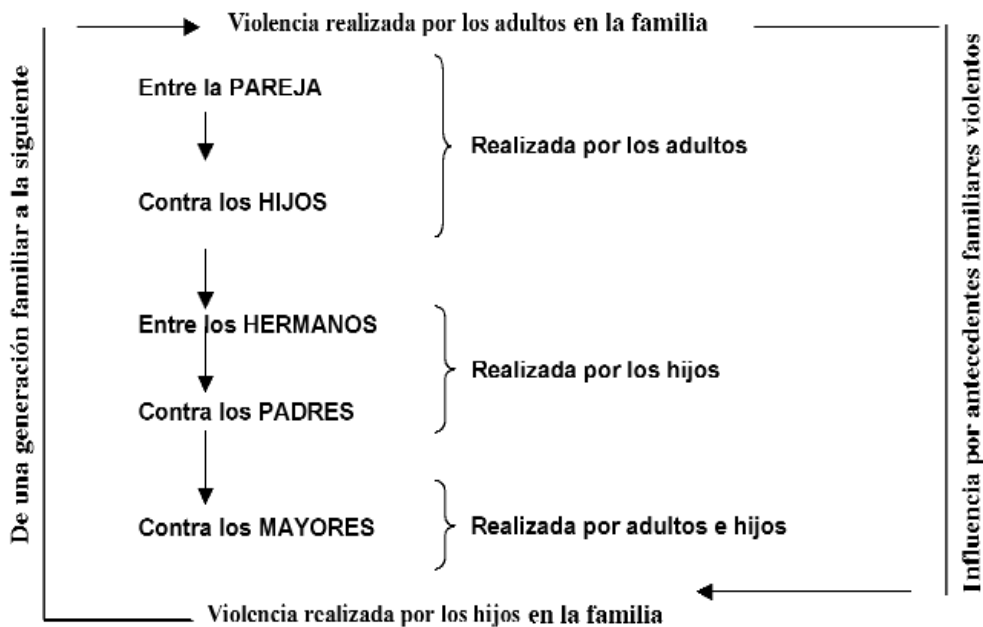 Violencia realizada por los adultos en la familia
De una generación familiar a la siguiente
Entre la PAREJA
Realizada por los adultos
Contra los HIJOS
Entre los HERMANOS
Realizada por los hijos
Contra los PADRES
Contra los MAYORES
Realizada por adultos e hijos
Influencia por antecedentes familiares violentos
Violencia realizada por los hijos en la familia